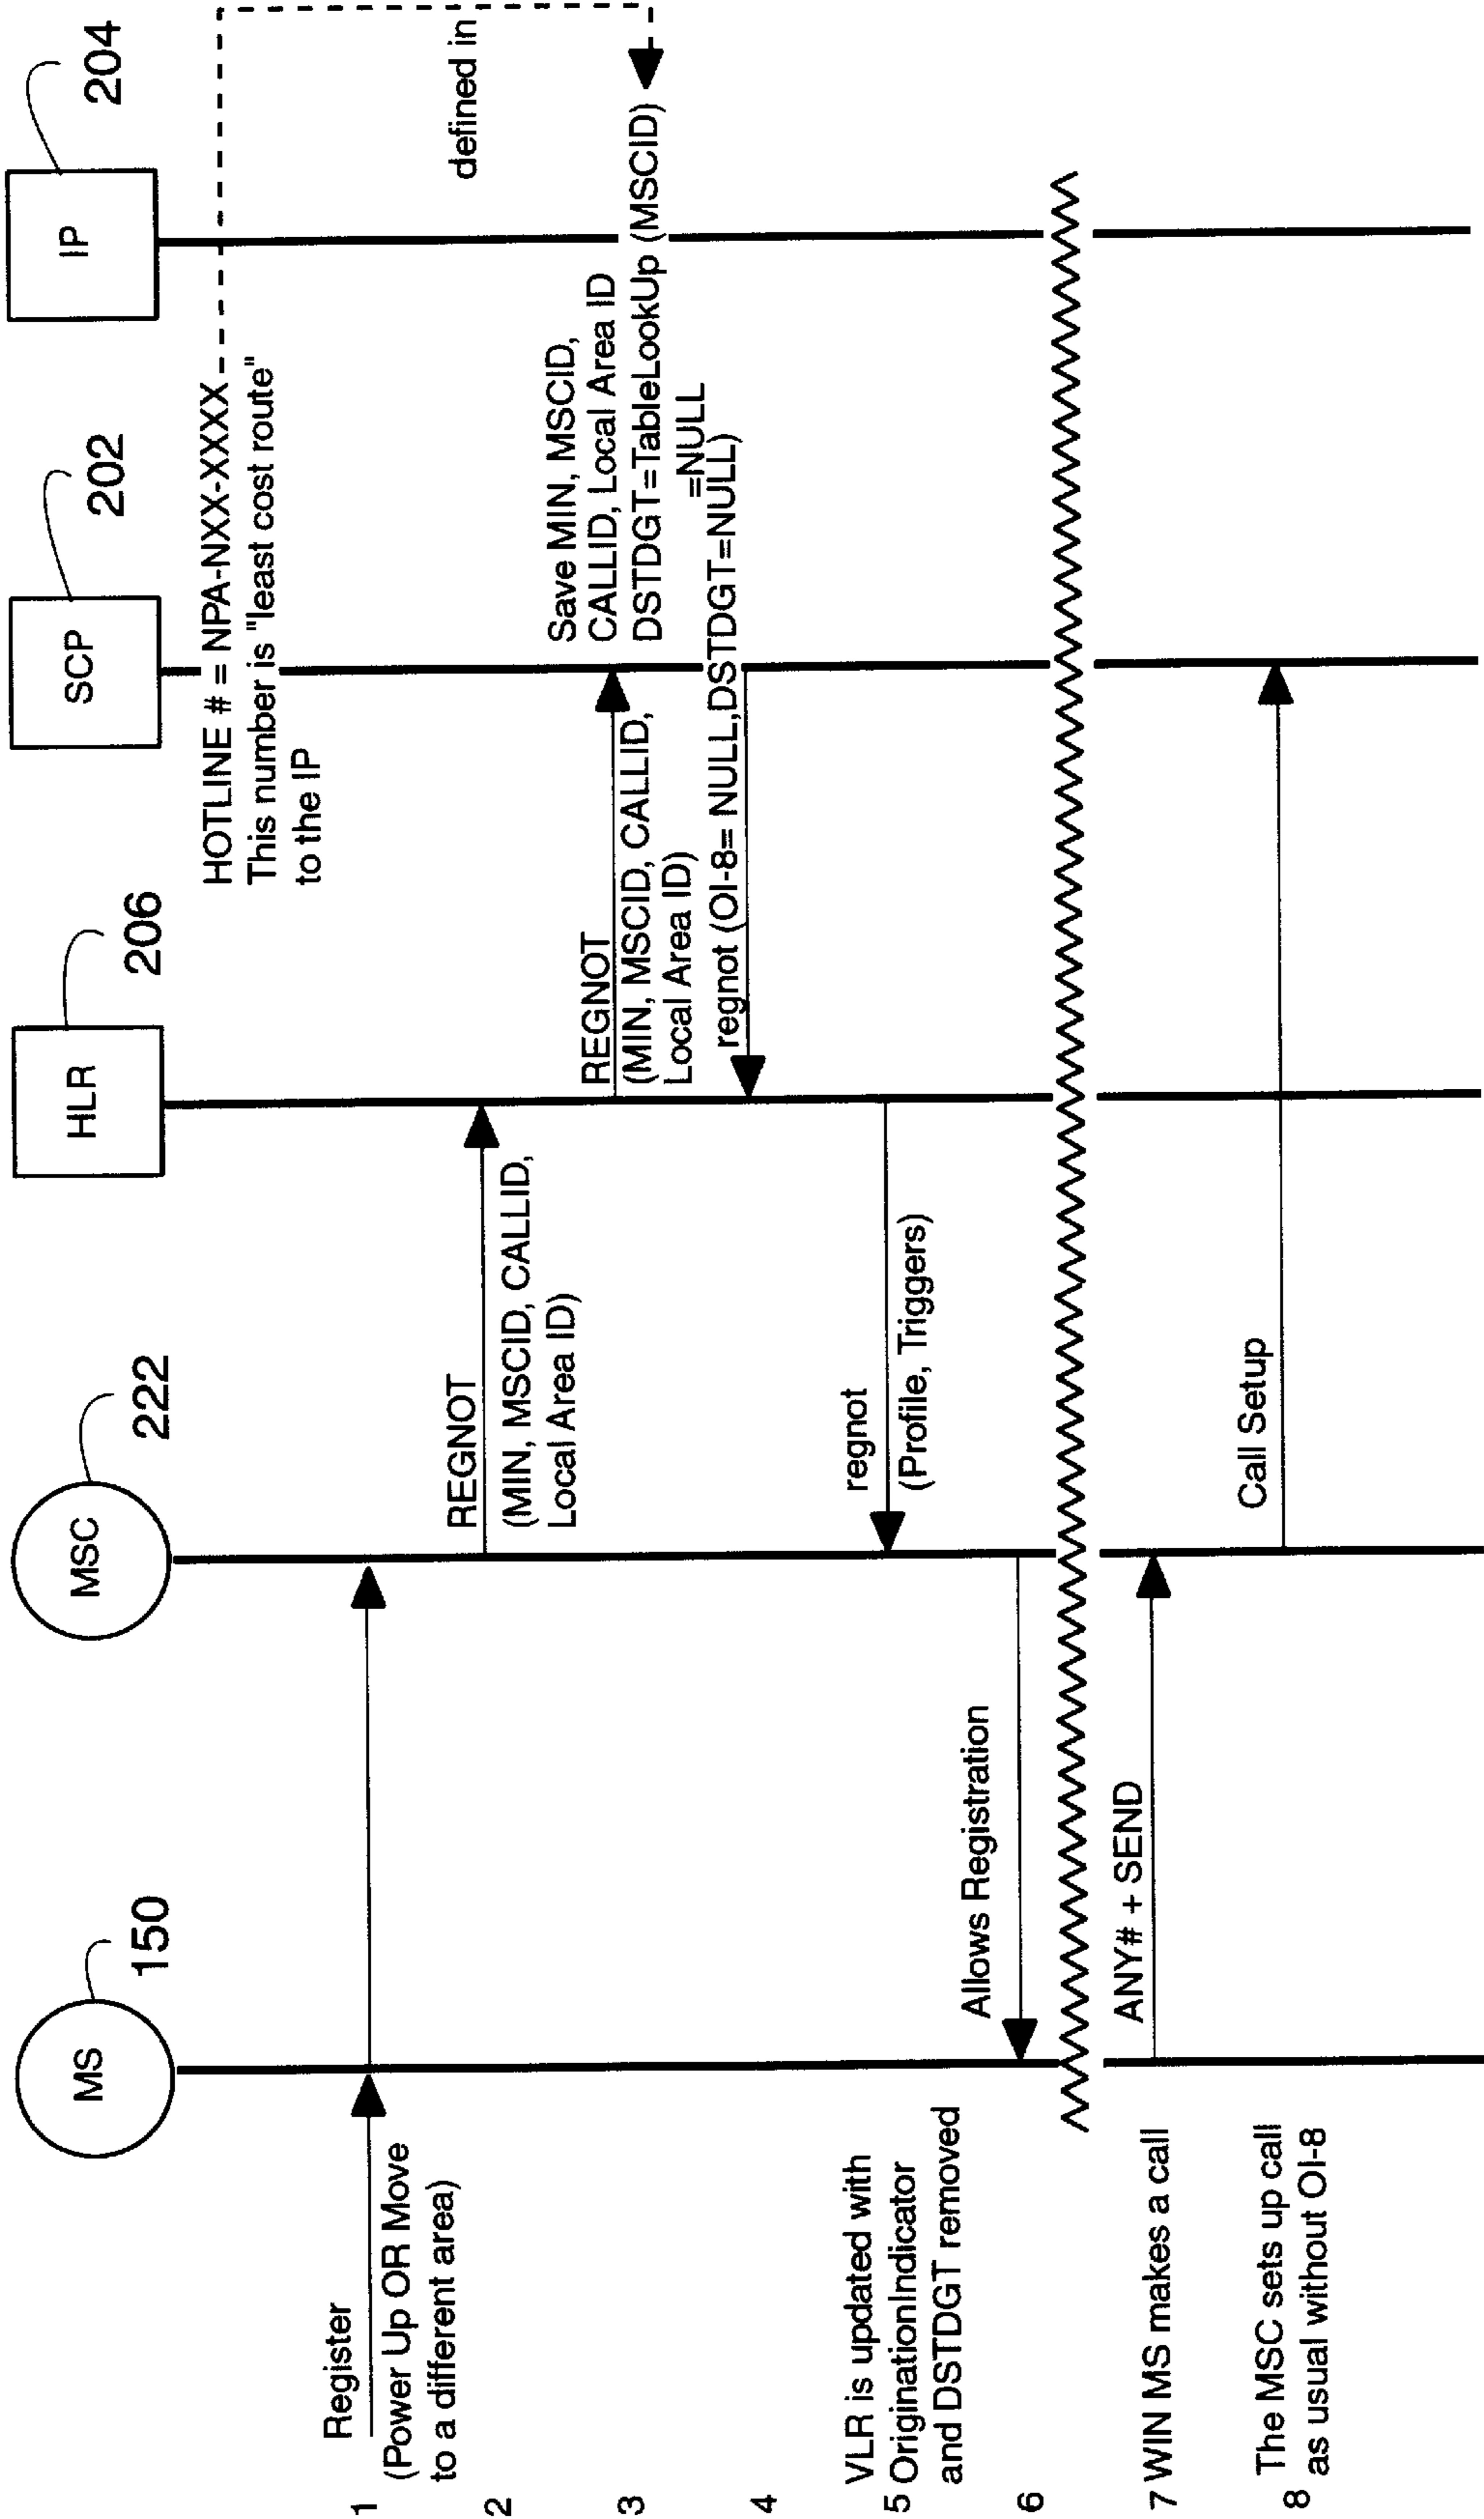 MS
150
MSC
222
HLR
206
SCP
202
IP
204
HOTLINE # = NPA-NXX-XXXX
This number is "least cost route"
to the IP
defined in
1
Register
(Power Up OR Move
to a different area)
2
REGNOT
(MIN, MSCID, CALLID,
Local Area ID)
3
REGNOT
(MIN, MSCID, CALLID,
Local Area ID)
Save MIN, MSCID,
CALLID, Local Area ID
DSTDGT=TableLookUp (MSCID)
=NULL
4
regnot (OI-8= NULL,DSTDGT=NULL)
VLR is updated with
5 OriginationIndicator
and DSTDGT removed
regnot
(Profile, Triggers)
6
Allows Registration
7 WIN MS makes a call
ANY# + SEND
The MSC sets up call
8 as usual without OI-8
Call Setup